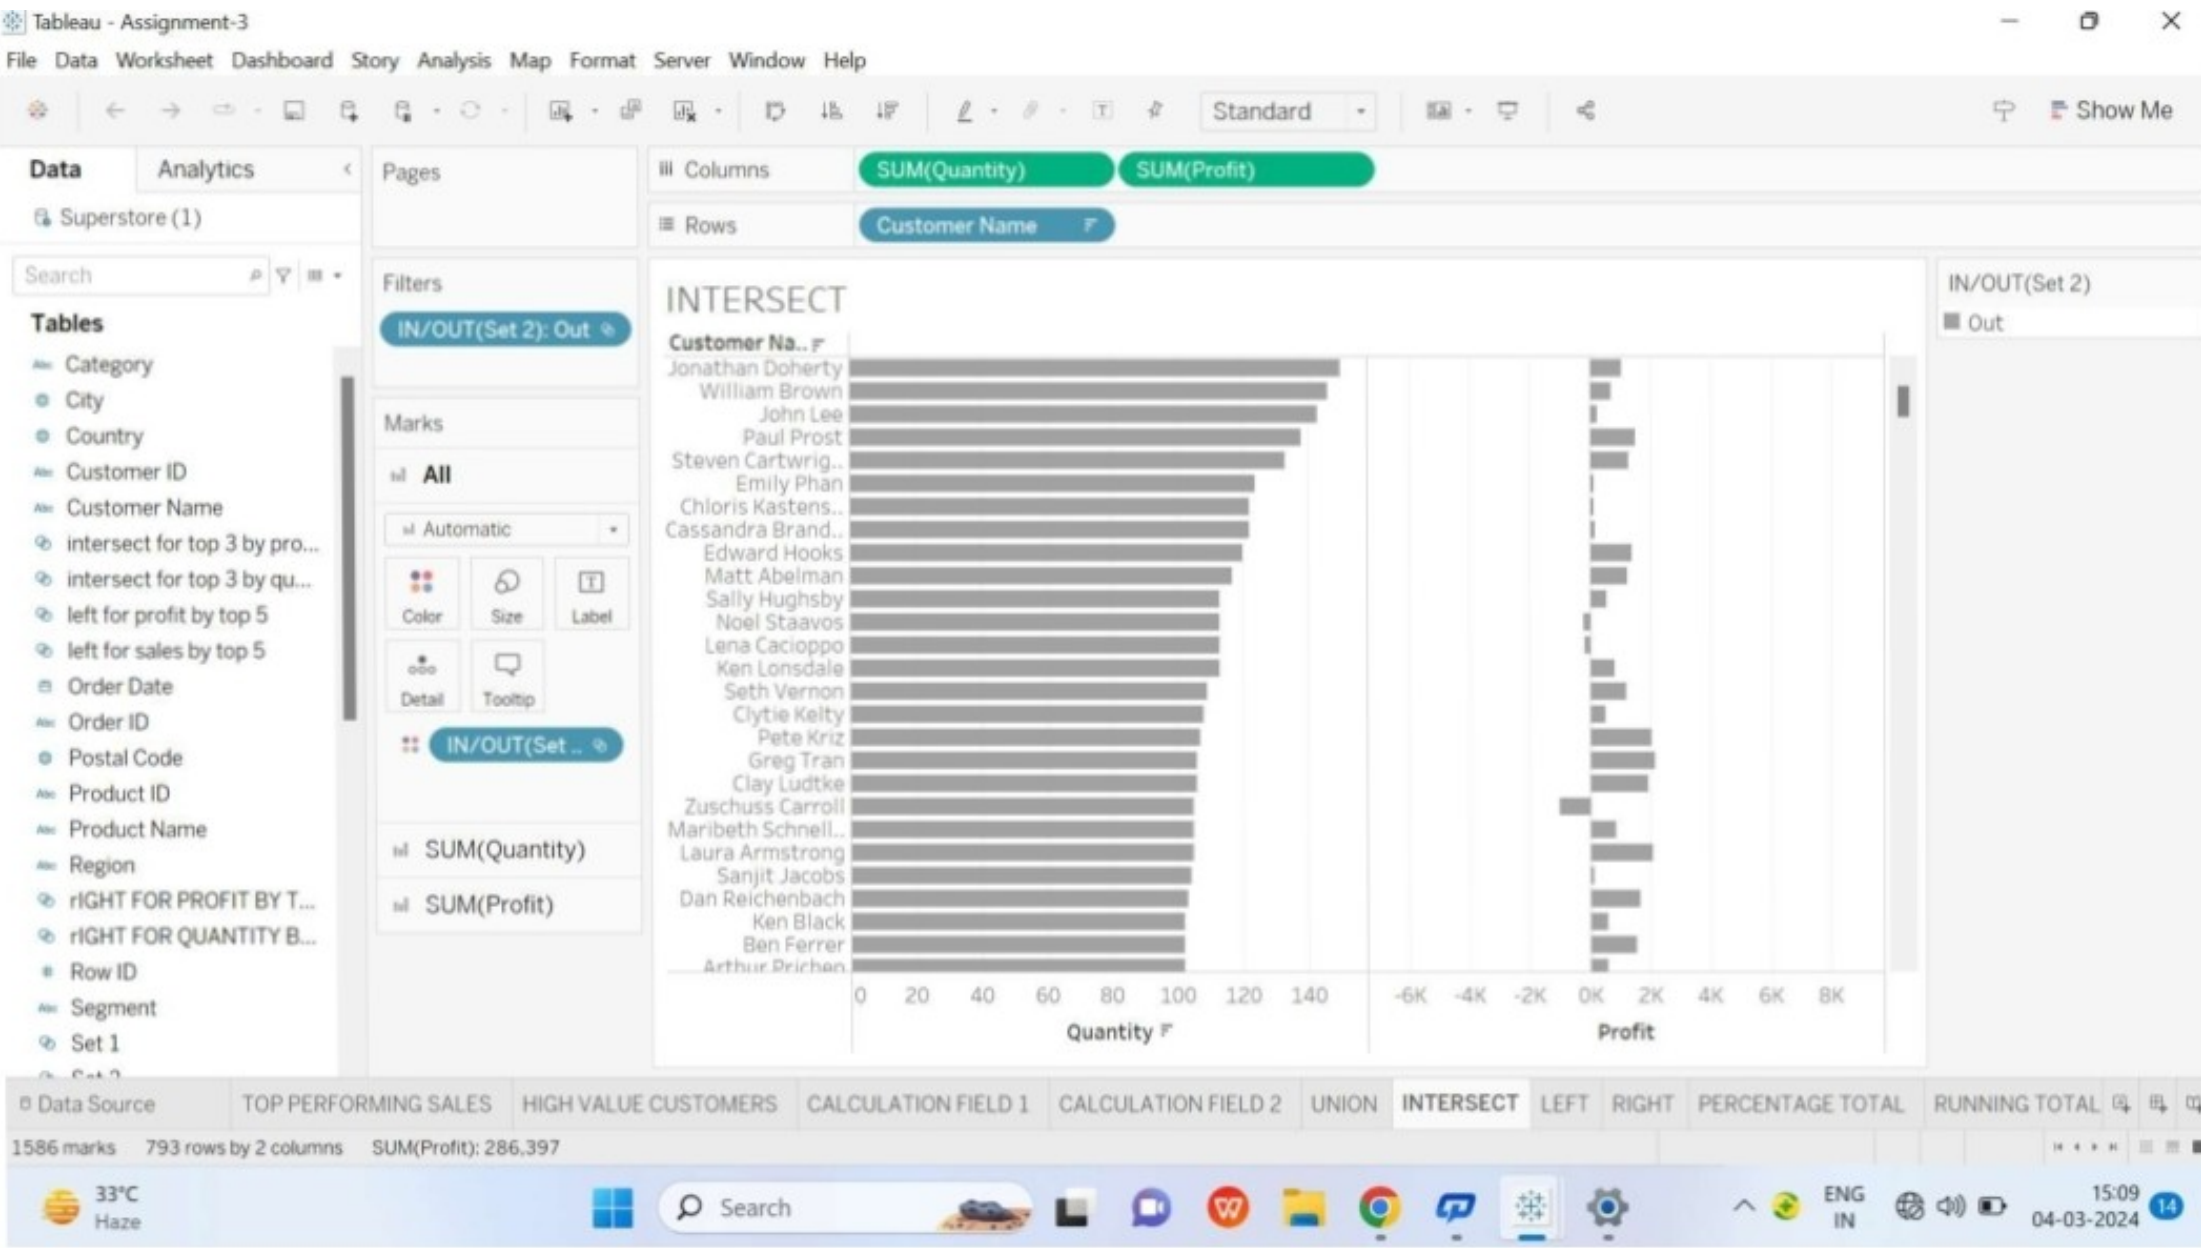 Tableau - Assignment-3
File Data Worksheet Dashboard Story Analysis Map Format Server Window Help
Standard
Show Me
Data Analytics
Superstore (1)
Search
Tables
Abc Category
City
Country
Abc Customer ID
Abc Customer Name
intersect for top 3 by pro...
intersect for top 3 by qu...
left for profit by top 5
left for sales by top 5
Order Date
Abc Order ID
Postal Code
Abc Product ID
Abc Product Name
Abc Region
rIGHT FOR PROFIT BY T...
rIGHT FOR QUANTITY B...
# Row ID
Abc Segment
Set 1
Set 2
Pages
Filters
IN/OUT(Set 2): Out
Marks
All
Automatic
Color Size Label
T
Detail Tooltip
IN/OUT(Set ..
SUM(Quantity)
SUM(Profit)
Columns SUM(Quantity) SUM(Profit)
Rows Customer Name
INTERSECT
Customer Na..
Jonathan Doherty
William Brown
John Lee
Paul Prost
Steven Cartwrig..
Emily Phan
Chloris Kastens..
Cassandra Brand..
Edward Hooks
Matt Abelman
Sally Hughsby
Noel Staavos
Lena Cacioppo
Ken Lonsdale
Seth Vernon
Clytie Kelty
Pete Kriz
Greg Tran
Clay Ludtke
Zuschuss Carroll
Maribeth Schnell..
Laura Armstrong
Sanjit Jacobs
Dan Reichenbach
Ken Black
Ben Ferrer
Arthur Prichep
0 20 40 60 80 100 120 140 -6K -4K -2K 0K 2K 4K 6K 8K
Quantity Profit
IN/OUT(Set 2)
Out
Data Source TOP PERFORMING SALES HIGH VALUE CUSTOMERS CALCULATION FIELD 1 CALCULATION FIELD 2 UNION INTERSECT LEFT RIGHT PERCENTAGE TOTAL RUNNING TOTAL
1586 marks 793 rows by 2 columns SUM(Profit): 286,397
33°C
Haze
Search
ENG
IN
15:09
04-03-2024
14